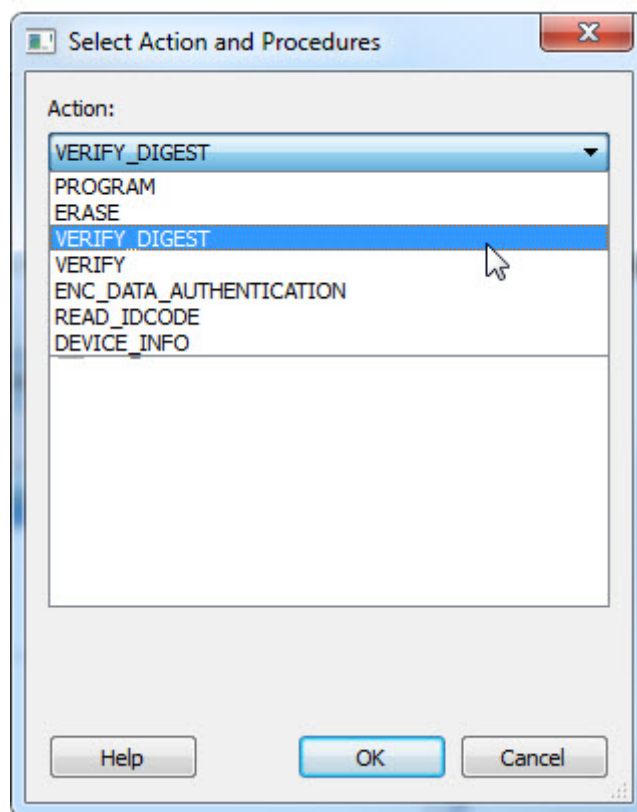 Select Action and Procedures
Action:
VERIFY_DIGEST
PROGRAM
ERASE
VERIFY_DIGEST
VERIFY
ENC_DATA_AUTHENTICATION
READ_IDCODE
DEVICE_INFO
Help OK Cancel